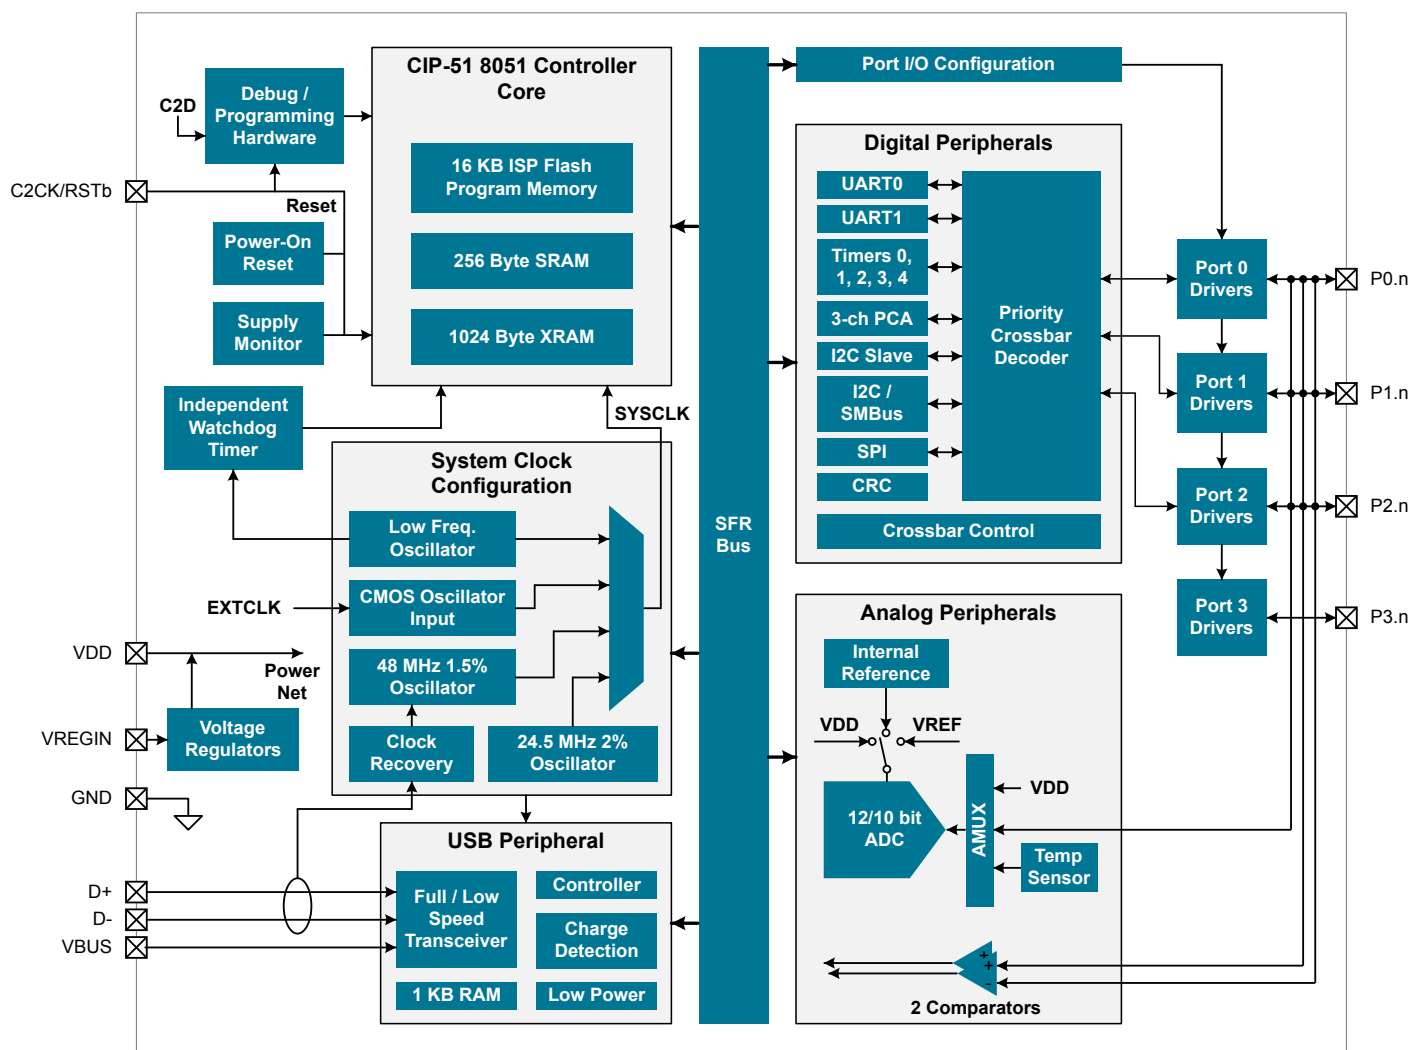 CIP-51 8051 Controller
Core
Debug /
Programming
Hardware
C2D
C2CK/RSTb
Reset
Power-On
Reset
Supply
Monitor
16 KB ISP Flash
Program Memory
256 Byte SRAM
1024 Byte XRAM
Independent
Watchdog
Timer
SYSCLK
System Clock
Configuration
Low Freq.
Oscillator
EXTCLK
CMOS Oscillator
Input
48 MHz 1.5%
Oscillator
Clock
Recovery
24.5 MHz 2%
Oscillator
VDD
Power
Net
VREGIN
Voltage
Regulators
GND
USB Peripheral
D+
D-
VBUS
Full / Low
Speed
Transceiver
Controller
Charge
Detection
1 KB RAM
Low Power
SFR
Bus
Port I/O Configuration
Digital Peripherals
UART0
UART1
Timers 0,
1, 2, 3, 4
3-ch PCA
I2C Slave
I2C /
SMBus
SPI
CRC
Priority
Crossbar
Decoder
Crossbar Control
Port 0
Drivers
P0.n
Port 1
Drivers
P1.n
Port 2
Drivers
P2.n
Port 3
Drivers
P3.n
Analog Peripherals
Internal
Reference
VDD
VREF
12/10 bit
ADC
AMUX
VDD
Temp
Sensor
+
+
-
2 Comparators